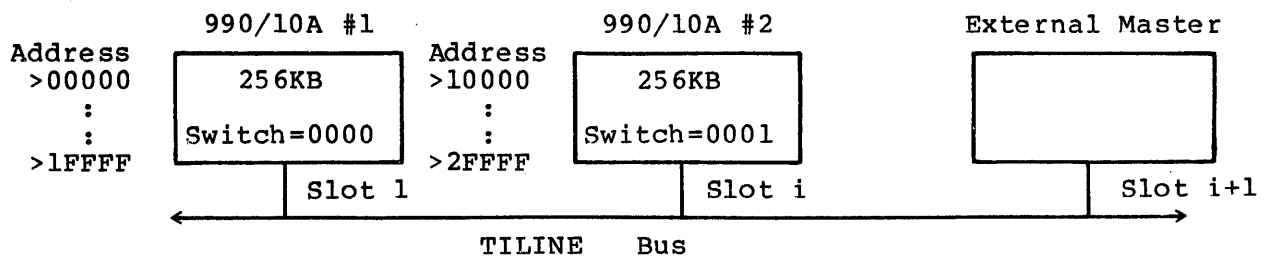 990/10A #1 990/10A #2 External Master
Address Address
>00000 256KB >10000 256KB
: :
: Switch=0000 : Switch=0001
>1FFFF >2FFFF
Slot 1 Slot i Slot i+1
TILINE Bus